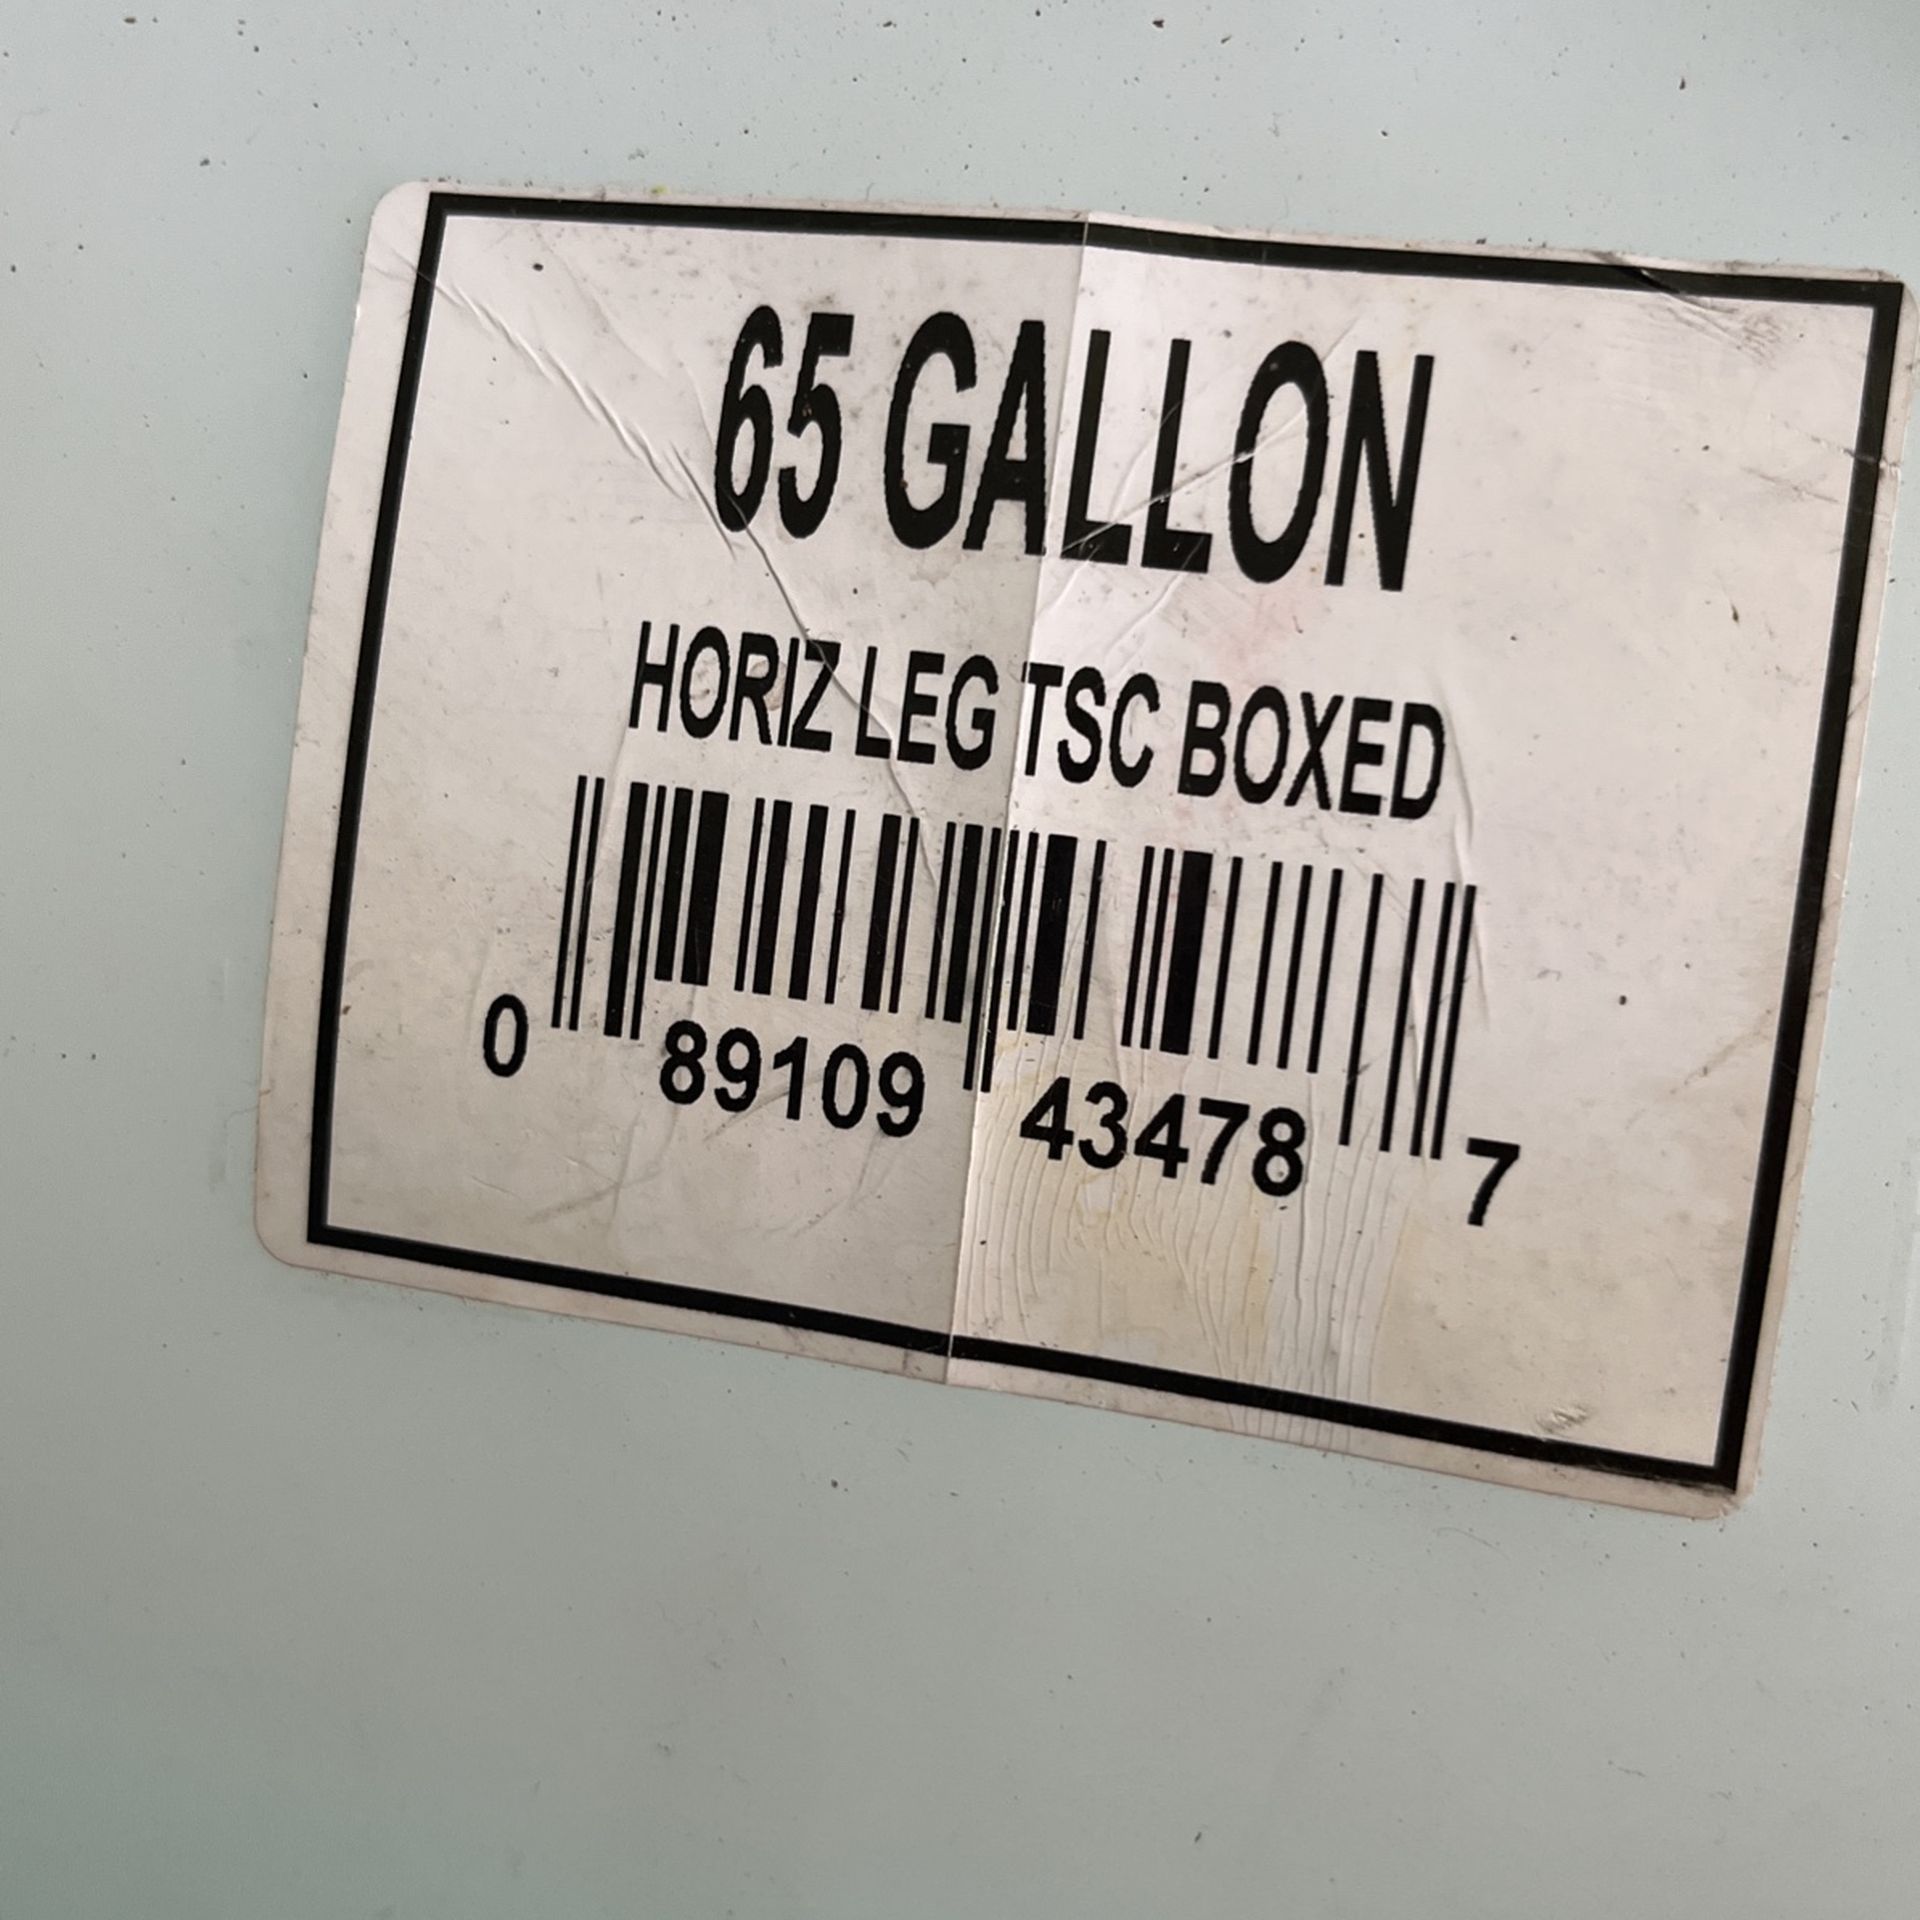 65 GALLON
HORIZ LEG TSC BOXED
0 89109 43478 7